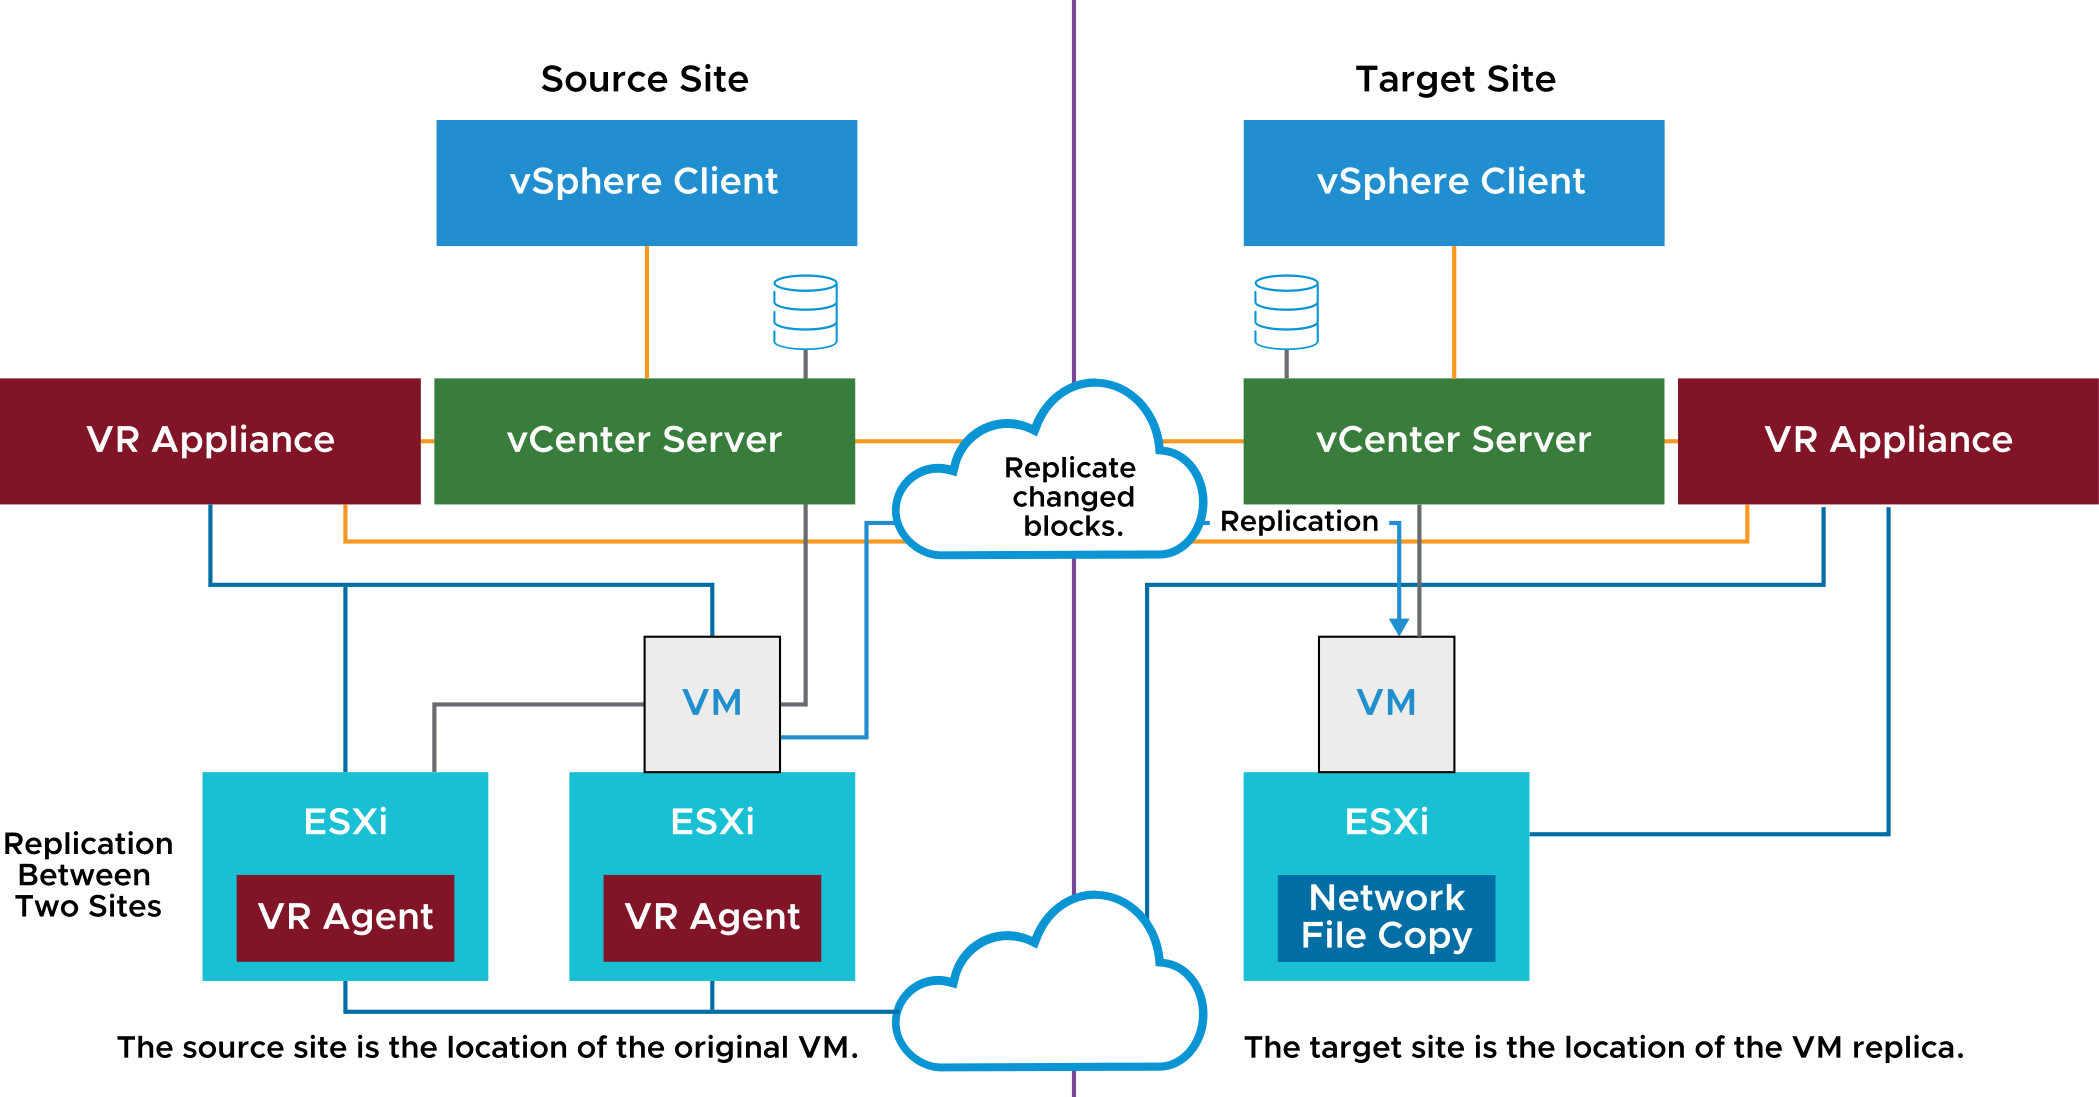 Source Site
Target Site
vSphere Client
vSphere Client
VR Appliance
vCenter Server
vCenter Server
VR Appliance
Replicate
changed
blocks.
Replication
VM
VM
Replication
Between
Two Sites
ESXi
VR Agent
ESXi
VR Agent
ESXi
Network
File Copy
The source site is the location of the original VM.
The target site is the location of the VM replica.